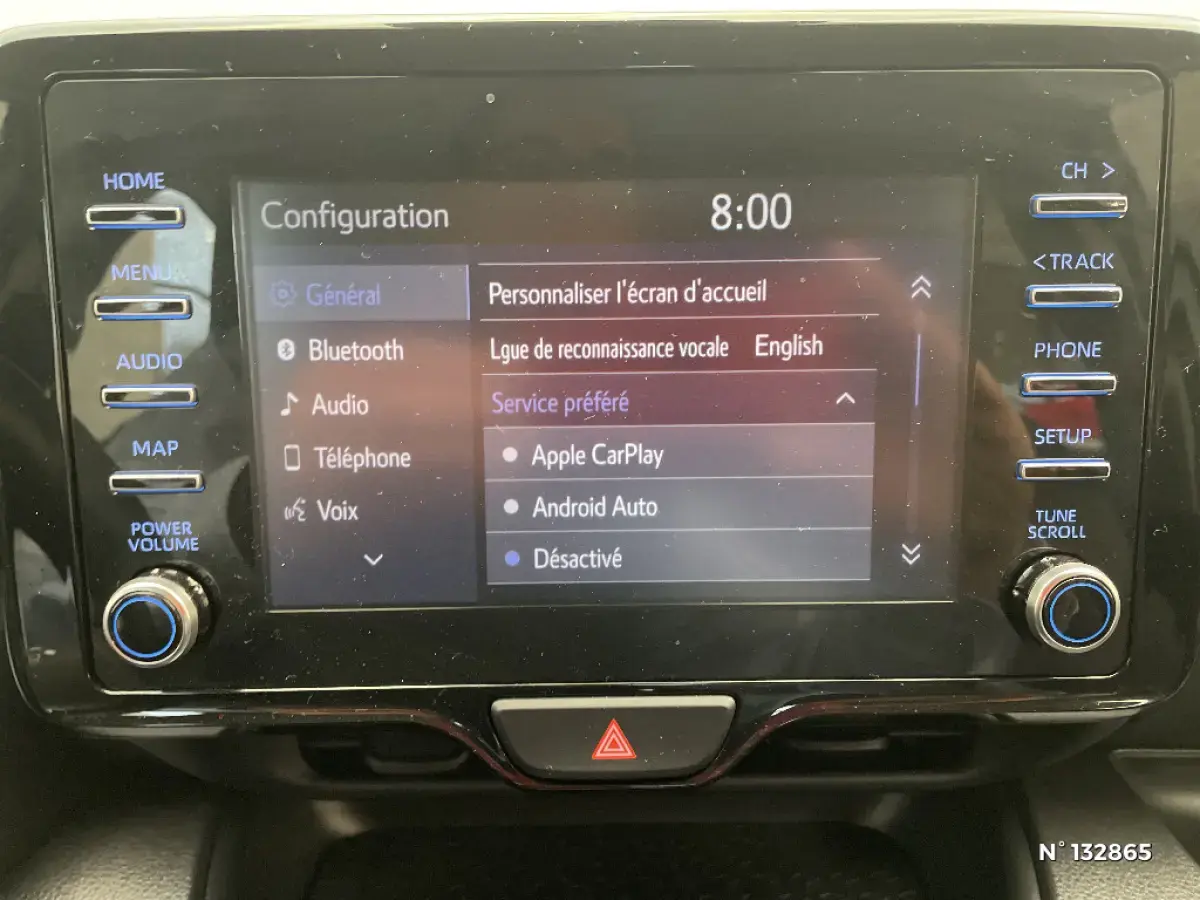 HOME
MENU
AUDIO
MAP
POWER
VOLUME
Configuration
8:00
Général
Bluetooth
Audio
Téléphone
Voix
Personnaliser l'écran d'accueil
Lgue de reconnaissance vocale English
Service préféré
Apple CarPlay
Android Auto
Désactivé
CH >
< TRACK
PHONE
SETUP
TUNE
SCROLL
N° 132865